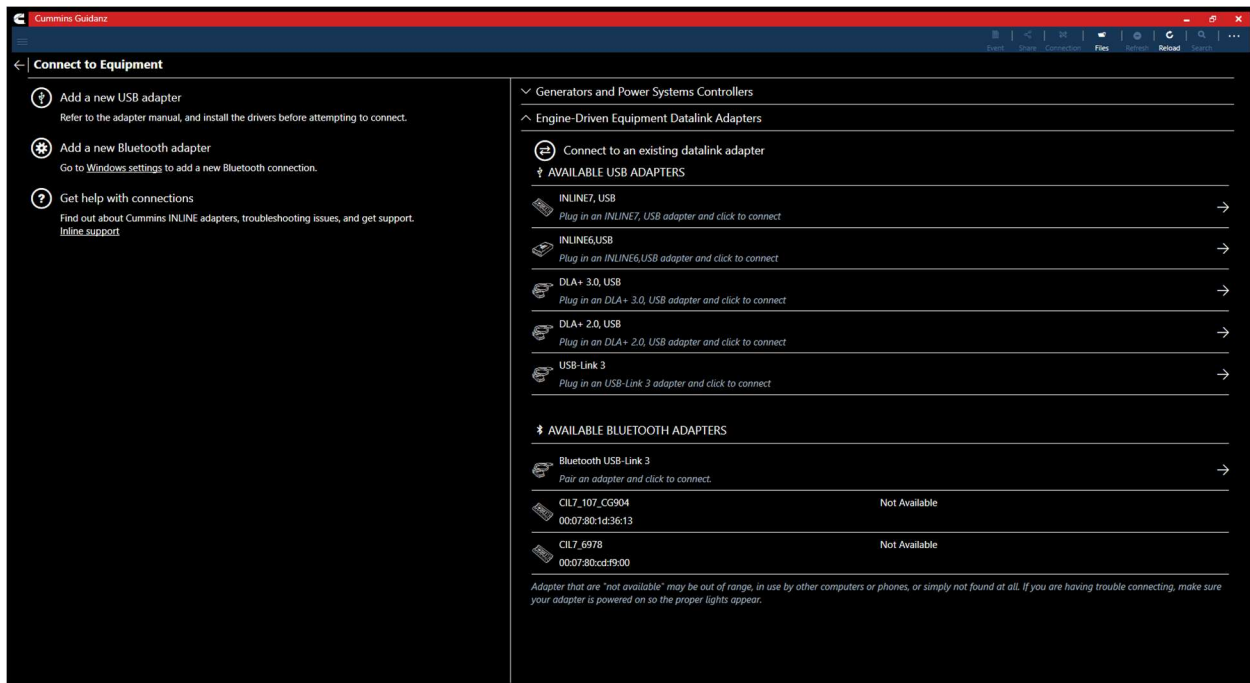 Cummins Guidanz
Event Share Connection Files Refresh Reload Search
Connect to Equipment
Add a new USB adapter
Refer to the adapter manual, and install the drivers before attempting to connect.
Add a new Bluetooth adapter
Go to Windows settings to add a new Bluetooth connection.
Get help with connections
Find out about Cummins INLINE adapters, troubleshooting issues, and get support.
Inline support
Generators and Power Systems Controllers
Engine-Driven Equipment Datalink Adapters
Connect to an existing datalink adapter
AVAILABLE USB ADAPTERS
INLINE7, USB
Plug in an INLINE7, USB adapter and click to connect
INLINE6,USB
Plug in an INLINE6,USB adapter and click to connect
DLA+ 3.0, USB
Plug in an DLA+ 3.0, USB adapter and click to connect
DLA+ 2.0, USB
Plug in an DLA+ 2.0, USB adapter and click to connect
USB-Link 3
Plug in an USB-Link 3 adapter and click to connect
AVAILABLE BLUETOOTH ADAPTERS
Bluetooth USB-Link 3
Pair an adapter and click to connect.
CIL7_107_CG904 Not Available
00:07:80:1d:36:13
CIL7_6978 Not Available
00:07:80:cd:f9:00
Adapter that are "not available" may be out of range, in use by other computers or phones, or simply not found at all. If you are having trouble connecting, make sure
your adapter is powered on so the proper lights appear.